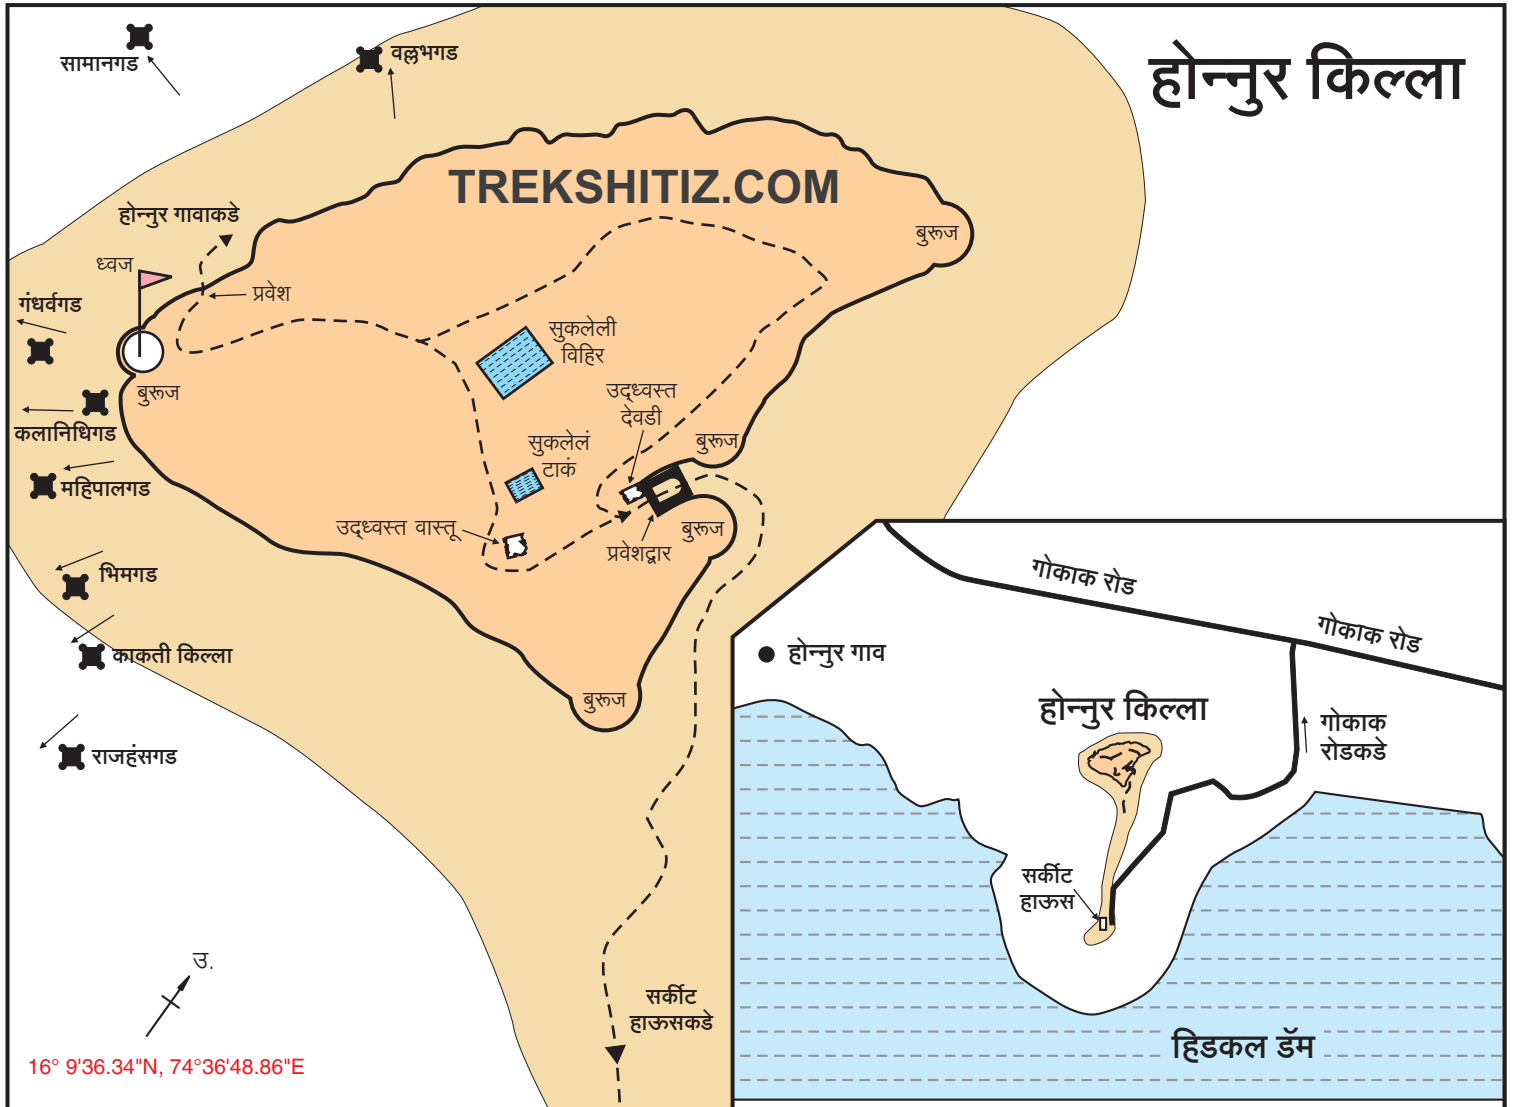 होन्नुर किल्ला
सामानगड
वल्लभगड
TREKSHITIZ.COM
होन्नुर गावाकडे
बुरूज
ध्वज
प्रवेश
गंधर्वगड
सुकलेली
विहिर
उद्ध्वस्त
देवडी
बुरूज
कलानिधिगड
बुरूज
सुकलेलं
टाकं
महिपालगड
उद्ध्वस्त वास्तू
बुरूज
प्रवेशद्वार
भिमगड
काकती किल्ला
बुरूज
राजहंसगड
उ.
सर्कीट
हाऊसकडे
16° 9'36.34"N, 74°36'48.86"E
गोकाक रोड
गोकाक रोड
होन्नुर गाव
होन्नुर किल्ला
गोकाक
रोडकडे
सर्कीट
हाऊस
हिडकल डॅम